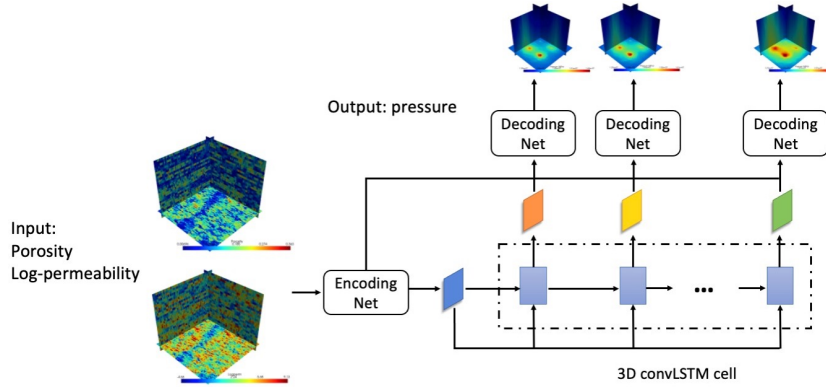 Output: pressure
Decoding
Net
Decoding
Net
Decoding
Net
Input:
Porosity
Log-permeability
Encoding
Net
...
3D convLSTM cell